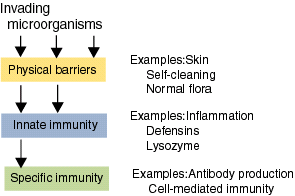 Invading
microorganisms
Physical barriers
Examples:Skin
Self-cleaning
Normal flora
Innate immunity
Examples:Inflammation
Defensins
Lysozyme
Specific immunity
Examples:Antibody production
Cell-mediated immunity